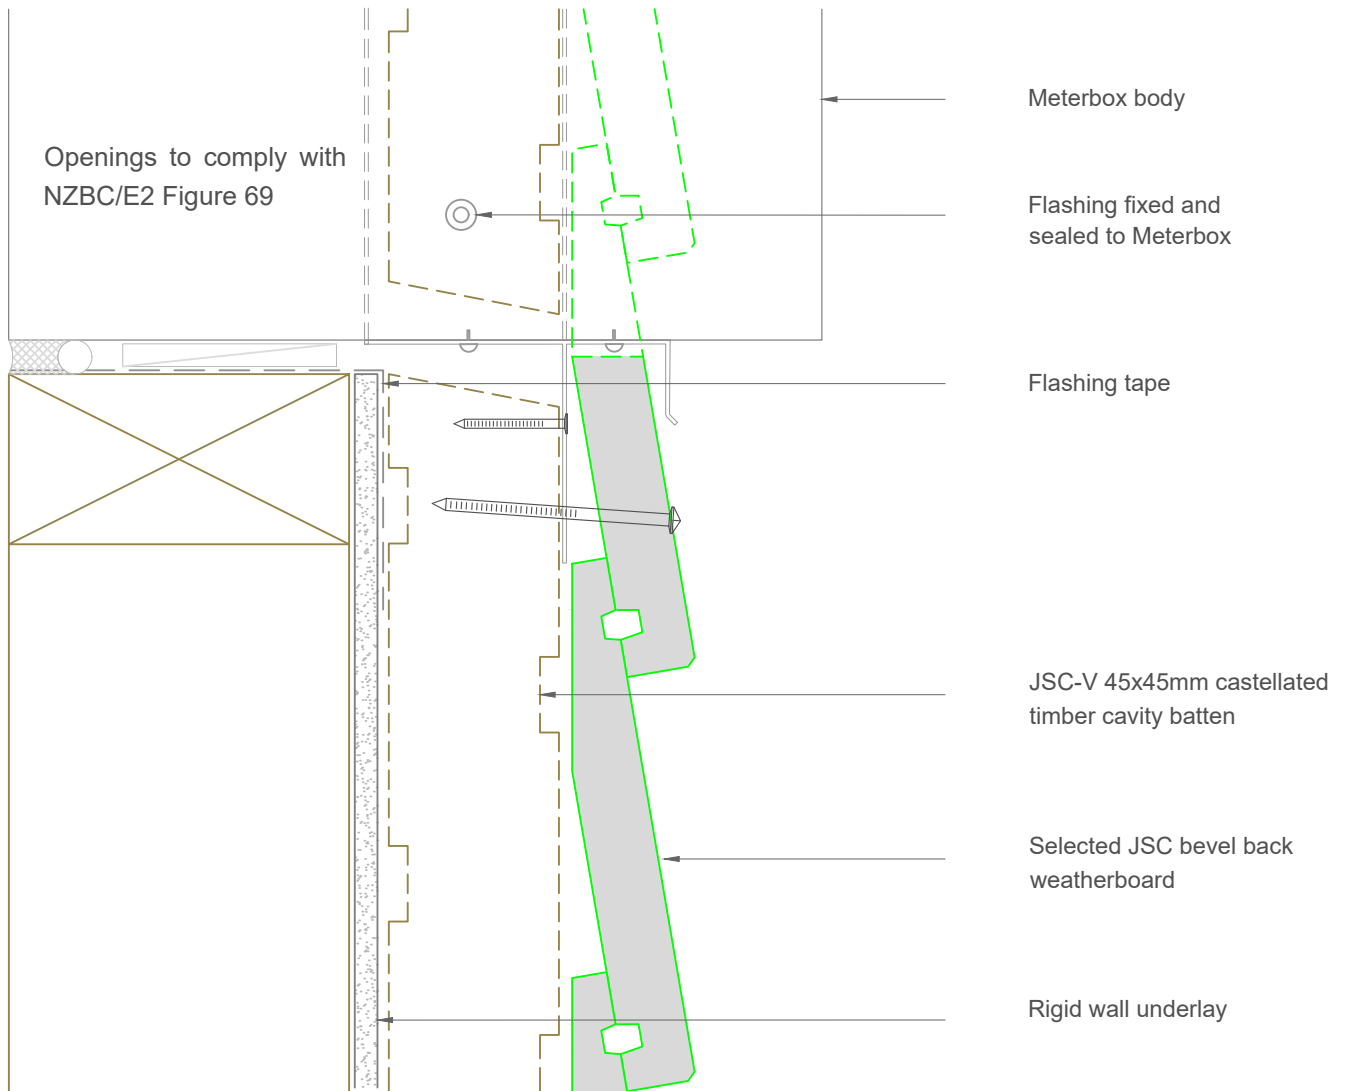 Openings to comply with
NZBC/E2 Figure 69
Meterbox body
Flashing fixed and
sealed to Meterbox
Flashing tape
JSC-V 45x45mm castellated
timber cavity batten
Selected JSC bevel back
weatherboard
Rigid wall underlay